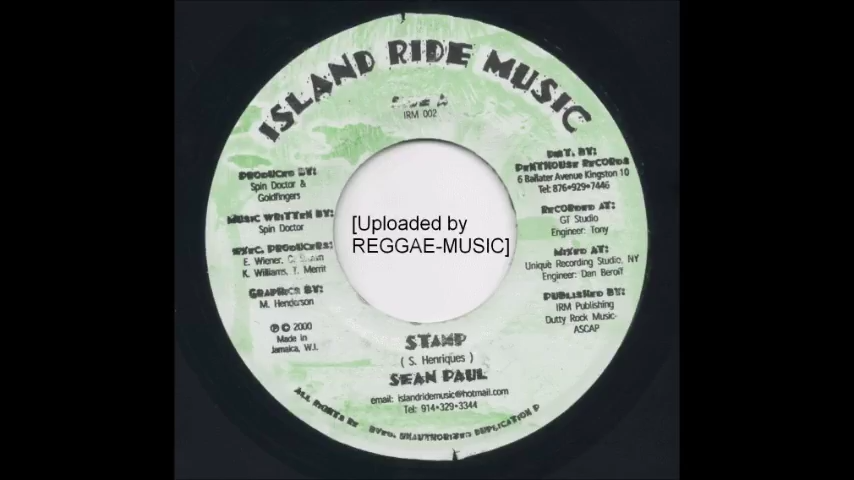 ISLAND RIDE MUSIC
SIDE A
IRM 002
PRODUCED BY:
Spin Doctor &
Goldfingers
MUSIC WRITTEN BY:
Spin Doctor
EXEC. PRODUCERS:
E. Wiener,
K. Williams, T. Merrit
GRAPHICS BY:
M. Henderson
℗ © 2000
Made in
Jamaica, W.I.
[Uploaded by
REGGAE-MUSIC]
DIST. BY:
PENTHOUSE RECORDS
6 Ballater Avenue Kingston 10
Tel: 876*929*7446
RECORDED AT:
GT Studio
Engineer: Tony
MIXED AT:
Unique Recording Studio, NY
Engineer: Dan
PUBLISHED BY:
IRM Publishing
Dutty Rock Music-
ASCAP
STAMP
( S. Henriques )
SEAN PAUL
email: islandridemusic@hotmail.com
Tel: 914*329*3344
ALL RIGHTS UNAUTHORIZED DUPLICATION P